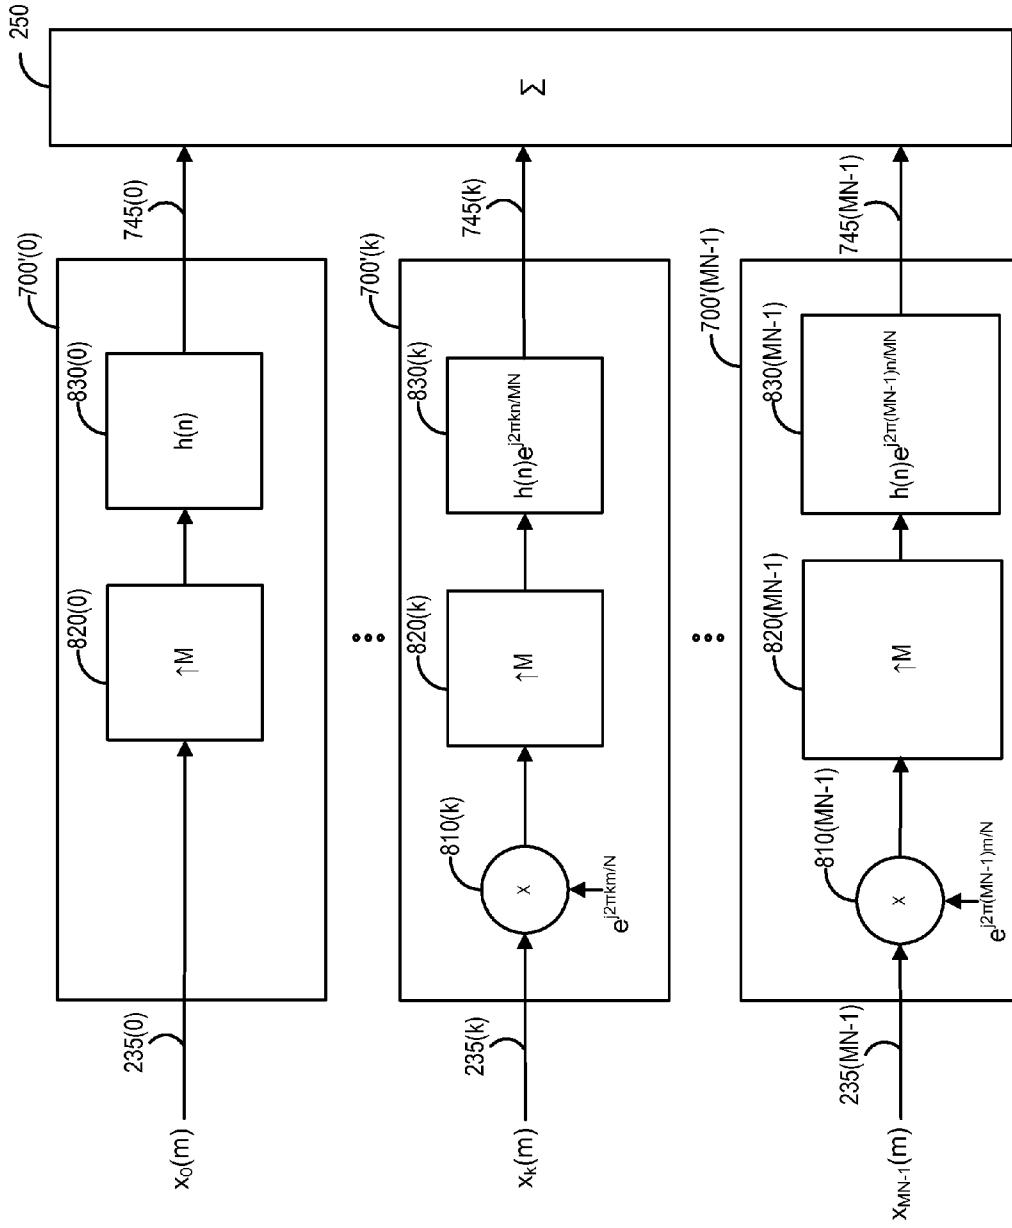 x₀(m)
235(0)
700'(0)
820(0)
↑M
830(0)
h(n)
745(0)
250
Σ
xₖ(m)
235(k)
700'(k)
810(k)
x
e^{j2πkm/N}
820(k)
↑M
830(k)
h(n)e^{j2πkn/MN}
745(k)
x_{MN-1}(m)
235(MN-1)
700'(MN-1)
810(MN-1)
x
e^{j2π(MN-1)m/N}
820(MN-1)
↑M
830(MN-1)
h(n)e^{j2π(MN-1)n/MN}
745(MN-1)